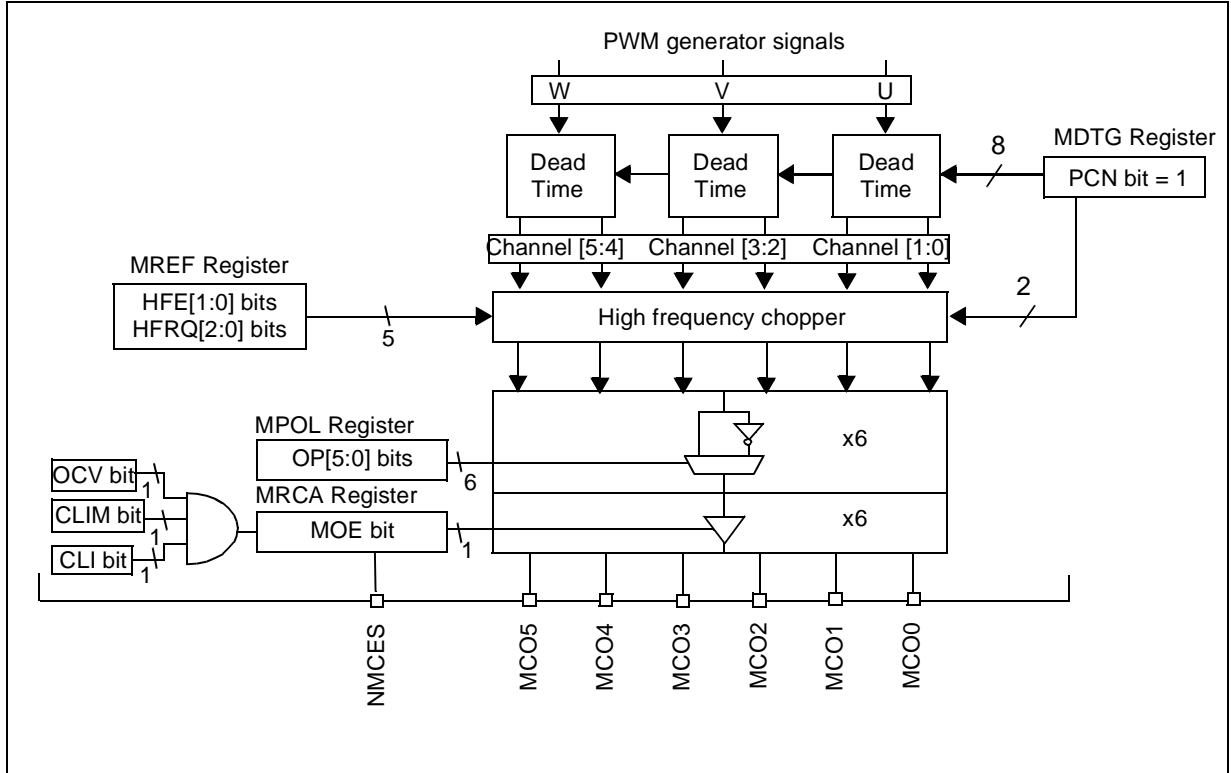 PWM generator signals
W V U
Dead Time
Dead Time
Dead Time
8
MDTG Register
PCN bit = 1
Channel [5:4] Channel [3:2] Channel [1:0]
MREF Register
HFE[1:0] bits
HFRQ[2:0] bits
5
High frequency chopper
2
MPOL Register
OP[5:0] bits
6
x6
OCV bit
1
CLIM bit
1
CLI bit
1
MRCA Register
MOE bit
1
x6
NMCES
MCO5
MCO4
MCO3
MCO2
MCO1
MCO0